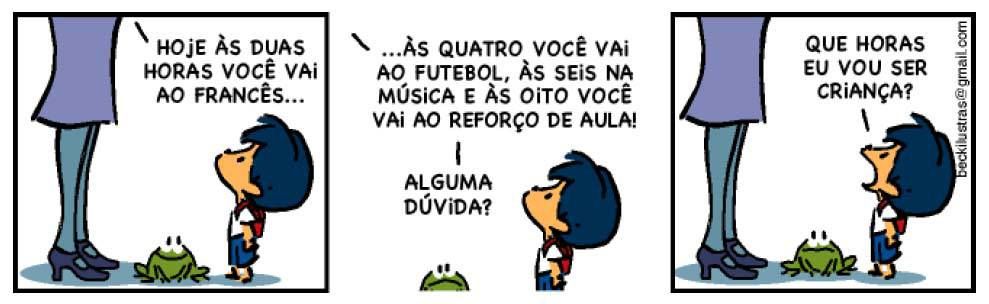 HOJE ÀS DUAS
HORAS VOCÊ VAI
AO FRANCÊS...
...ÀS QUATRO VOCÊ VAI
AO FUTEBOL, ÀS SEIS NA
MÚSICA E ÀS OITO VOCÊ
VAI AO REFORÇO DE AULA!
ALGUMA
DÚVIDA?
QUE HORAS
EU VOU SER
CRIANÇA?
beckilustras@gmail.com